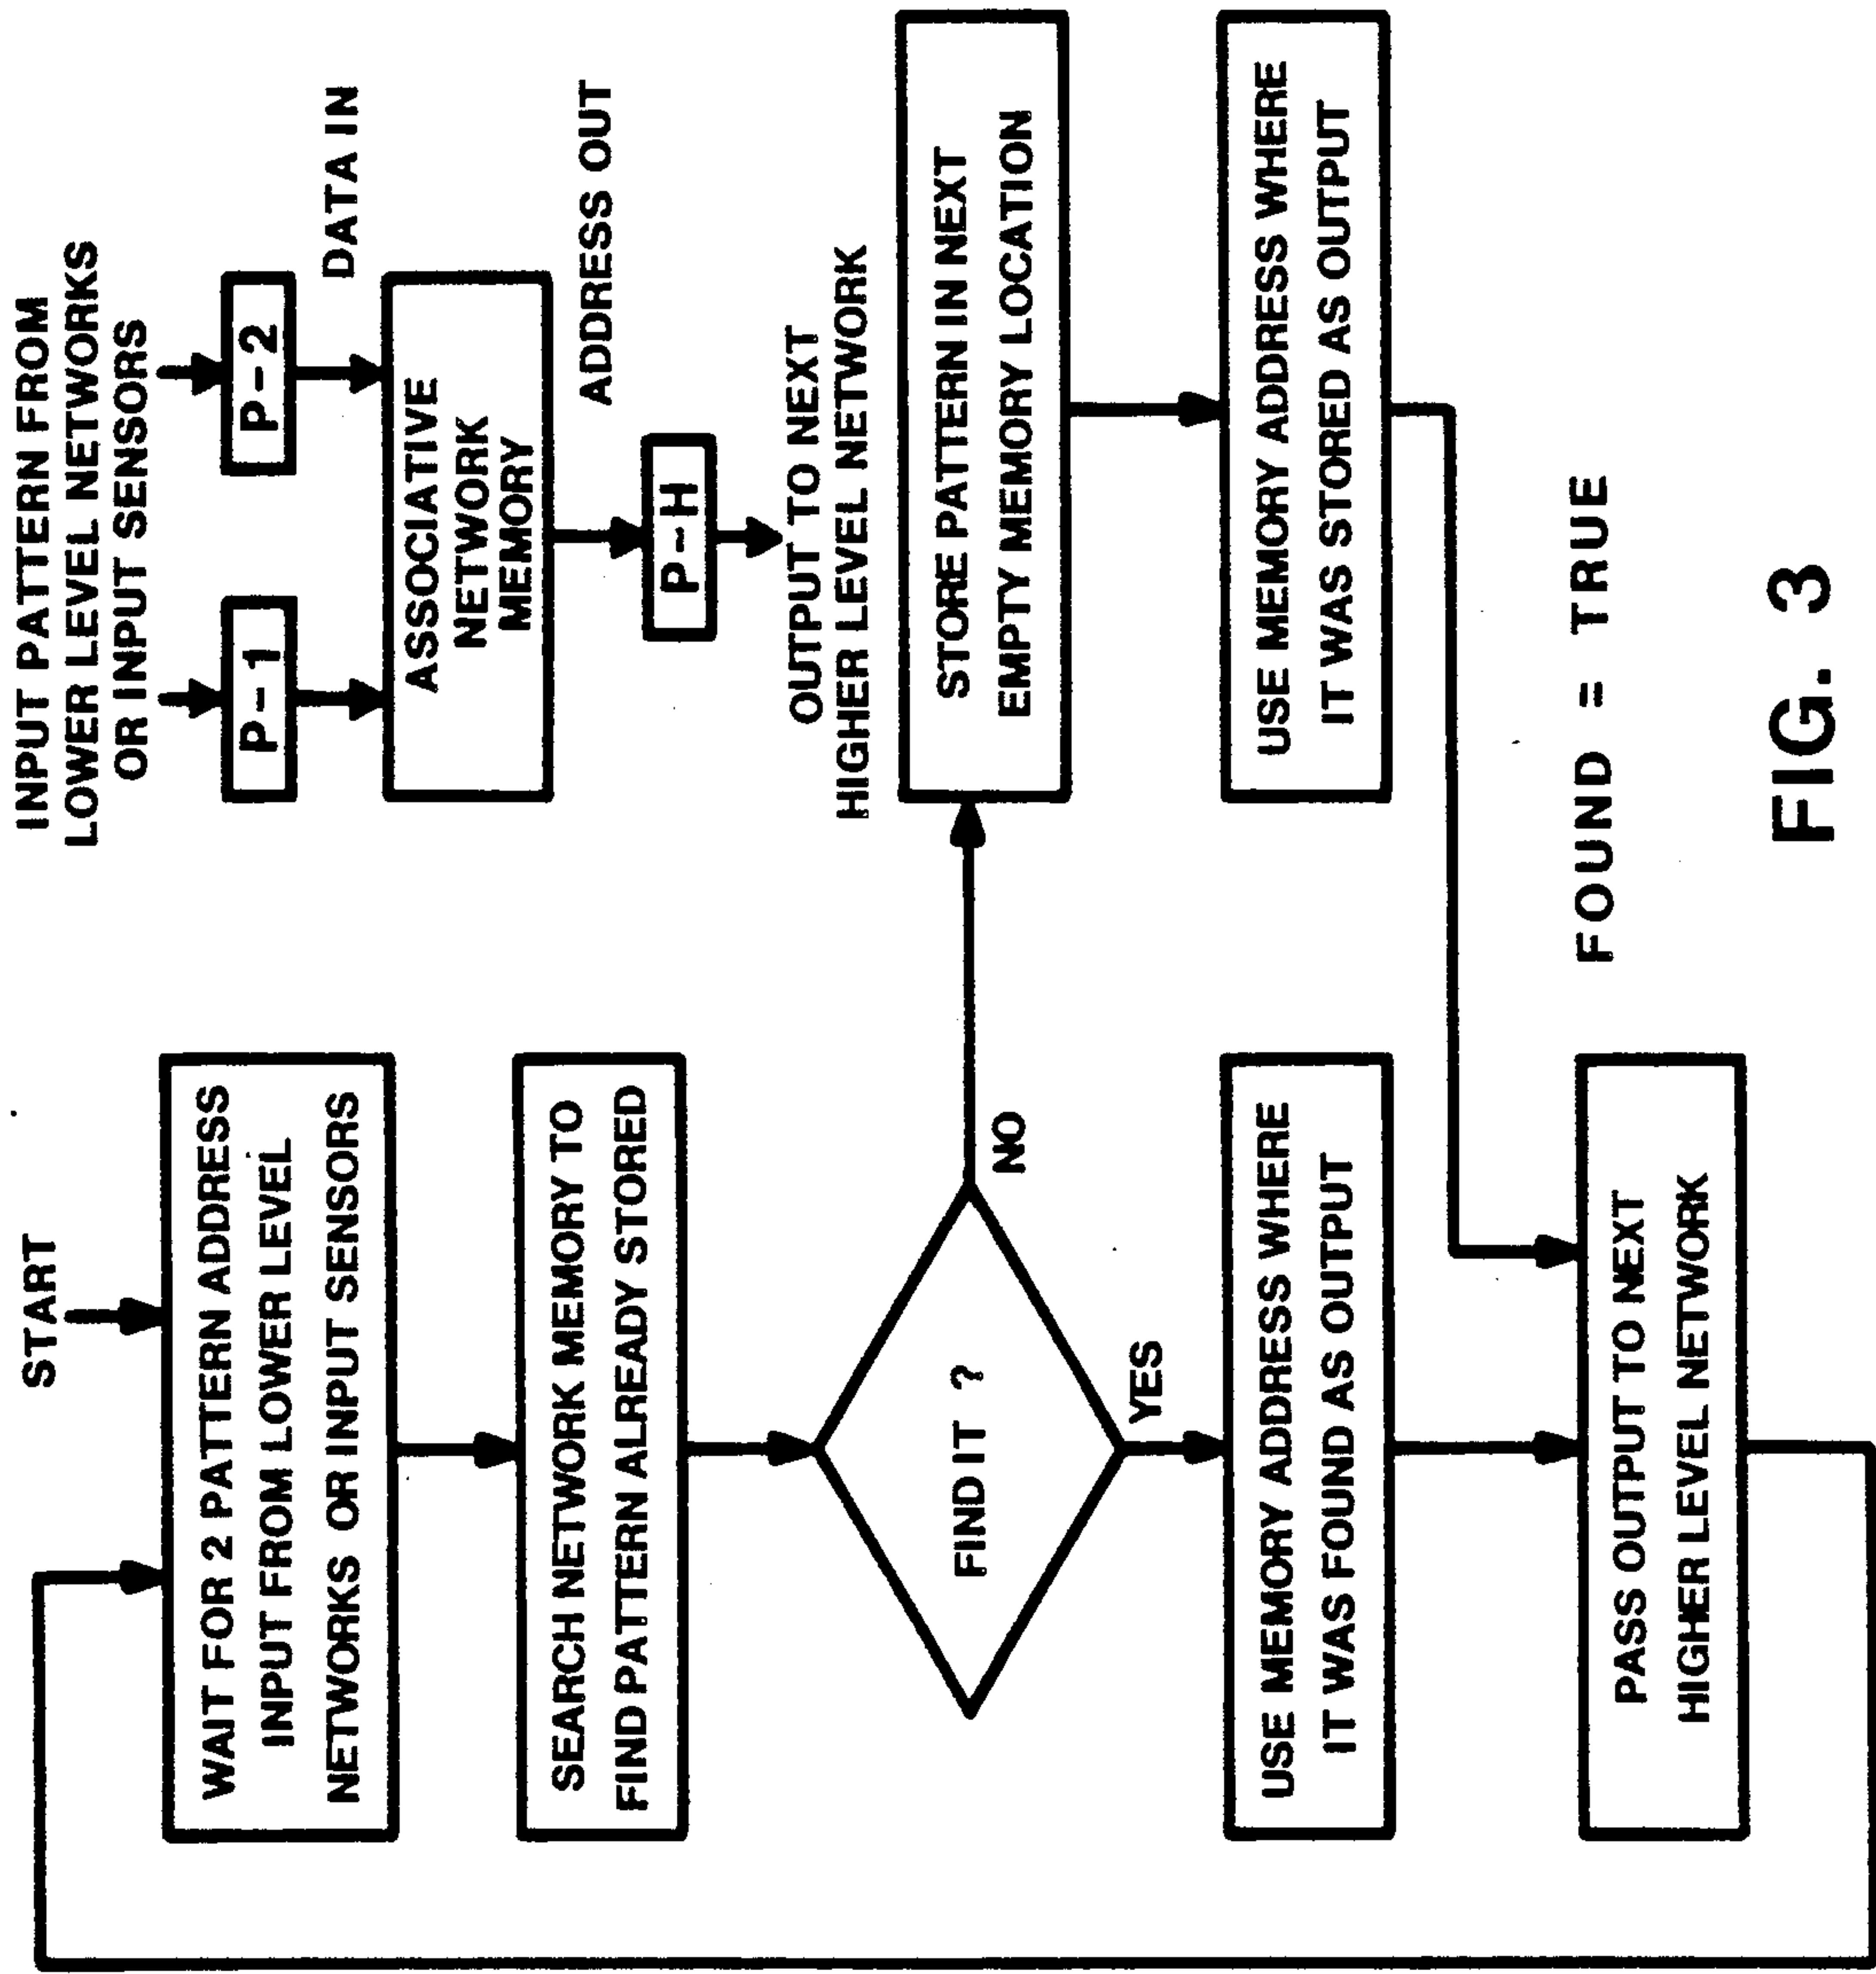 START
WAIT FOR 2 PATTERN ADDRESS
INPUT FROM LOWER LEVEL
NETWORKS OR INPUT SENSORS
SEARCH NETWORK MEMORY TO
FIND PATTERN ALREADY STORED
FIND IT ?
NO
YES
USE MEMORY ADDRESS WHERE
IT WAS FOUND AS OUTPUT
PASS OUTPUT TO NEXT
HIGHER LEVEL NETWORK
INPUT PATTERN FROM
LOWER LEVEL NETWORKS
OR INPUT SENSORS
P-1
P-2
DATA IN
ASSOCIATIVE
NETWORK
MEMORY
ADDRESS OUT
P-H
OUTPUT TO NEXT
HIGHER LEVEL NETWORK
STORE PATTERN IN NEXT
EMPTY MEMORY LOCATION
USE MEMORY ADDRESS WHERE
IT WAS STORED AS OUTPUT
FOUND = TRUE
FIG. 3